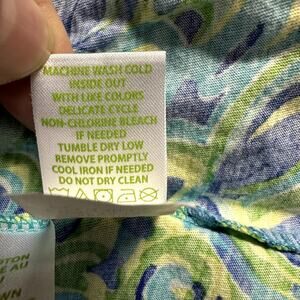 MACHINE WASH COLD
INSIDE OUT
WITH LIKE COLORS
DELICATE CYCLE
NON-CHLORINE BLEACH
IF NEEDED
TUMBLE DRY LOW
REMOVE PROMPTLY
COOL IRON IF NEEDED
DO NOT DRY CLEAN
AU